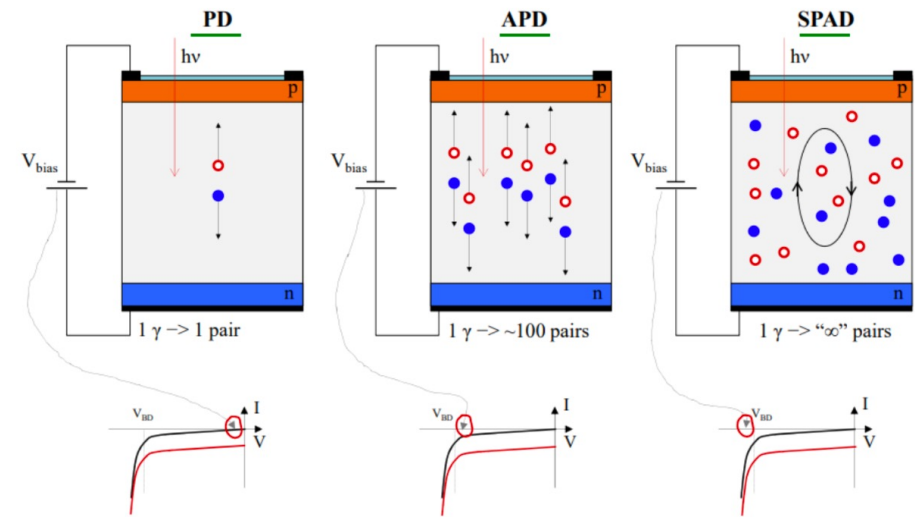 PD
APD
SPAD
hν
hν
hν
p
p
p
V_bias
V_bias
V_bias
n
n
n
1 γ −> 1 pair
1 γ −> ~100 pairs
1 γ −> “∞” pairs
V_BD
I
V
V_BD
I
V
V_BD
I
V